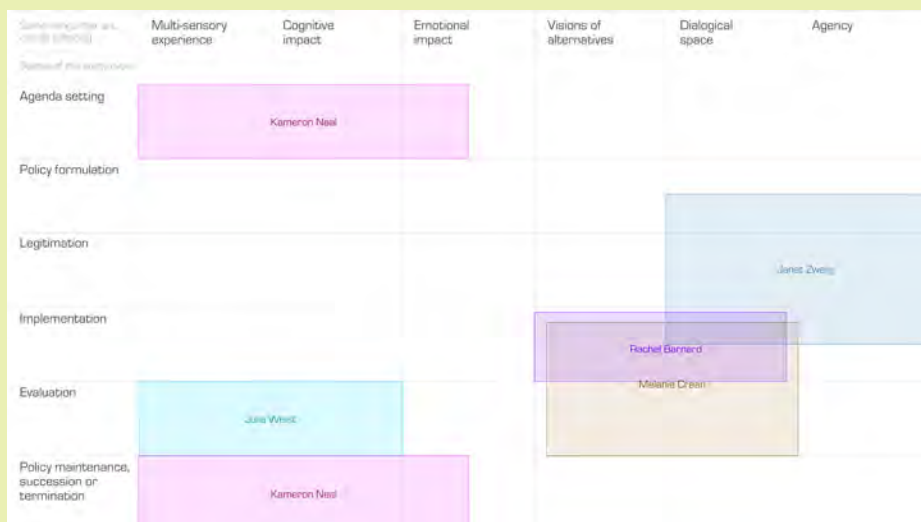 Multi-sensory experience
Cognitive impact
Emotional impact
Visions of alternatives
Dialogical space
Agency
Agenda setting
Kameron Neal
Policy formulation
Legitimation
Janet Zweig
Implementation
Rachel Barnard
Melanie Crean
Evaluation
Julia Weist
Policy maintenance,
succession or
termination
Kameron Neal